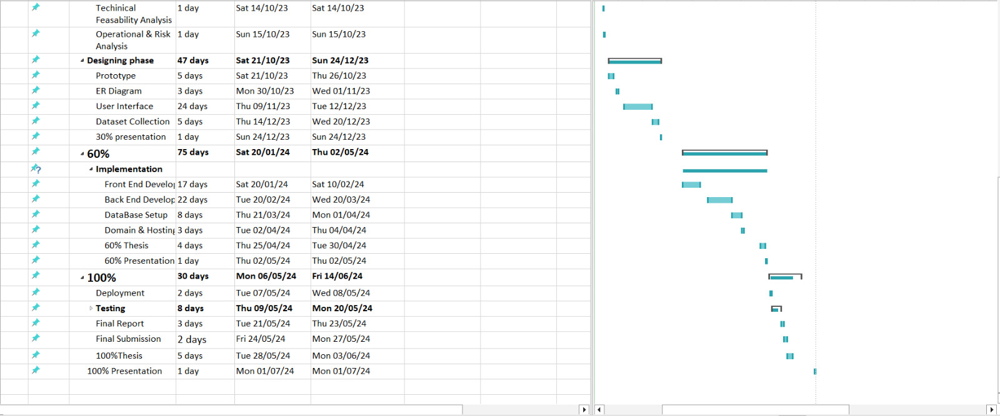 Techinical 1 day Sat 14/10/23 Sat 14/10/23
Feasability Analysis
Operational & Risk 1 day Sun 15/10/23 Sun 15/10/23
Analysis
Designing phase 47 days Sat 21/10/23 Sun 24/12/23
Prototype 5 days Sat 21/10/23 Thu 26/10/23
ER Diagram 3 days Mon 30/10/23 Wed 01/11/23
User Interface 24 days Thu 09/11/23 Tue 12/12/23
Dataset Collection 5 days Thu 14/12/23 Wed 20/12/23
30% presentation 1 day Sun 24/12/23 Sun 24/12/23
60% 75 days Sat 20/01/24 Thu 02/05/24
?
Implementation
Front End Develop 17 days Sat 20/01/24 Sat 10/02/24
Back End Develop 22 days Tue 20/02/24 Wed 20/03/24
DataBase Setup 8 days Thu 21/03/24 Mon 01/04/24
Domain & Hosting 3 days Tue 02/04/24 Thu 04/04/24
60% Thesis 4 days Thu 25/04/24 Tue 30/04/24
60% Presentation 1 day Thu 02/05/24 Thu 02/05/24
100% 30 days Mon 06/05/24 Fri 14/06/24
Deployment 2 days Tue 07/05/24 Wed 08/05/24
Testing 8 days Thu 09/05/24 Mon 20/05/24
Final Report 3 days Tue 21/05/24 Thu 23/05/24
Final Submission 2 days Fri 24/05/24 Mon 27/05/24
100%Thesis 5 days Tue 28/05/24 Mon 03/06/24
100% Presentation 1 day Mon 01/07/24 Mon 01/07/24